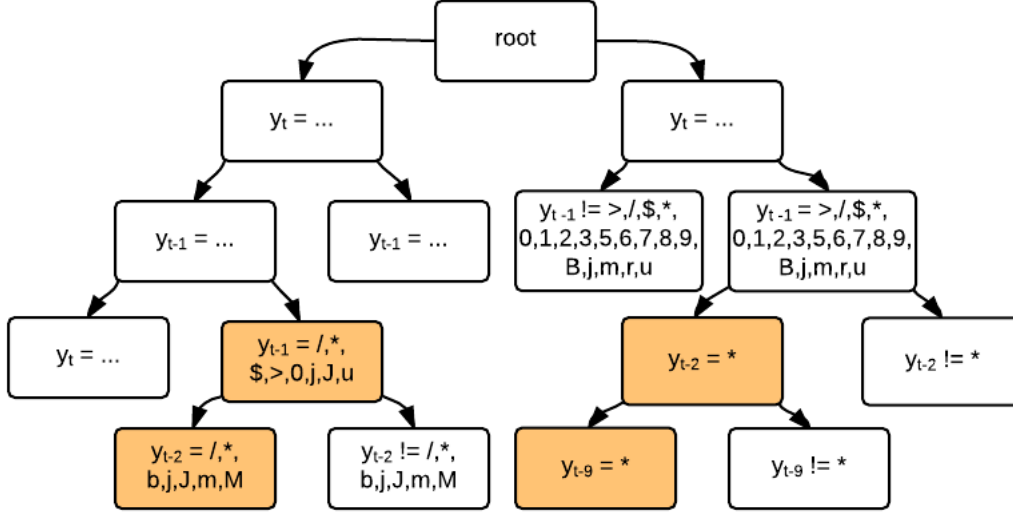 root
yt = ...
yt = ...
yt-1 = ...
yt-1 = ...
yt -1 != >,/,$,*,
0,1,2,3,5,6,7,8,9,
B,j,m,r,u
yt -1 = >,/,$,*,
0,1,2,3,5,6,7,8,9,
B,j,m,r,u
yt = ...
yt-1 = /,*,
$,>,0,j,J,u
yt-2 = *
yt-2 != *
yt-2 = /,*,
b,j,J,m,M
yt-2 != /,*,
b,j,J,m,M
yt-9 = *
yt-9 != *